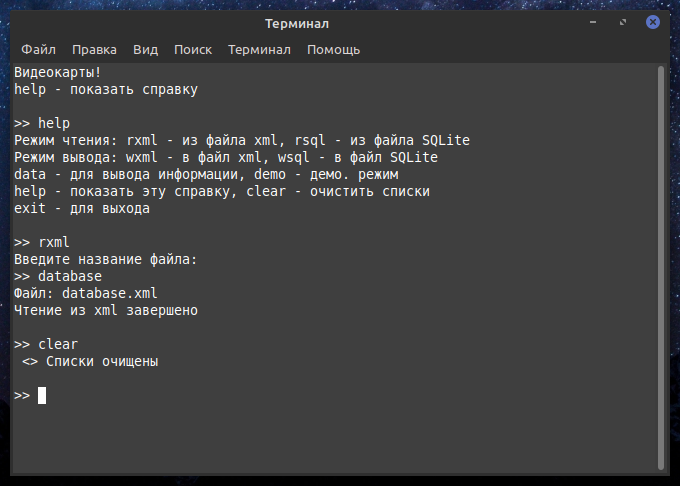 Терминал
Файл Правка Вид Поиск Терминал Помощь
Видеокарты!
help - показать справку
>> help
Режим чтения: rxml - из файла xml, rsql - из файла SQLite
Режим вывода: wxml - в файл xml, wsql - в файл SQLite
data - для вывода информации, demo - демо. режим
help - показать эту справку, clear - очистить списки
exit - для выхода
>> rxml
Введите название файла:
>> database
Файл: database.xml
Чтение из xml завершено
>> clear
<> Списки очищены
>>